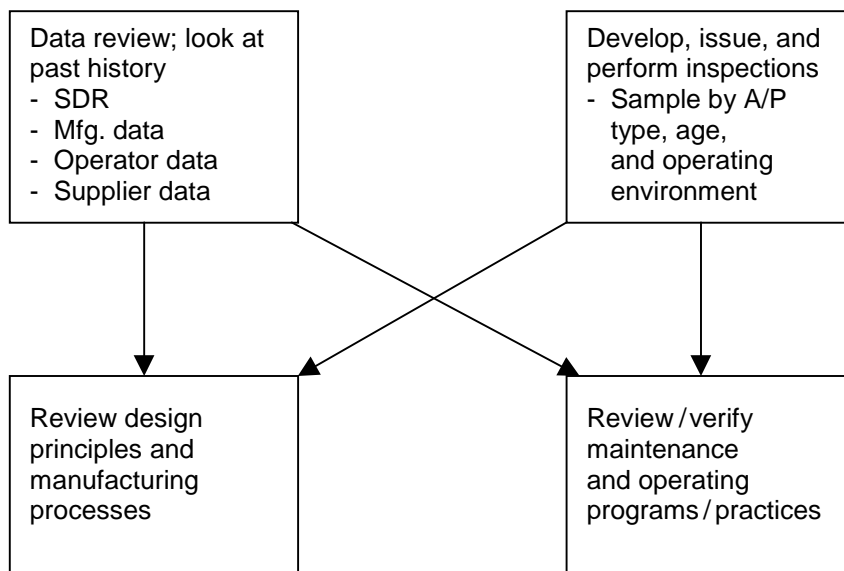 Data review; look at
past history
- SDR
- Mfg. data
- Operator data
- Supplier data
Develop, issue, and
perform inspections
- Sample by A/P
type, age,
and operating
environment
Review design
principles and
manufacturing
processes
Review / verify
maintenance
and operating
programs / practices